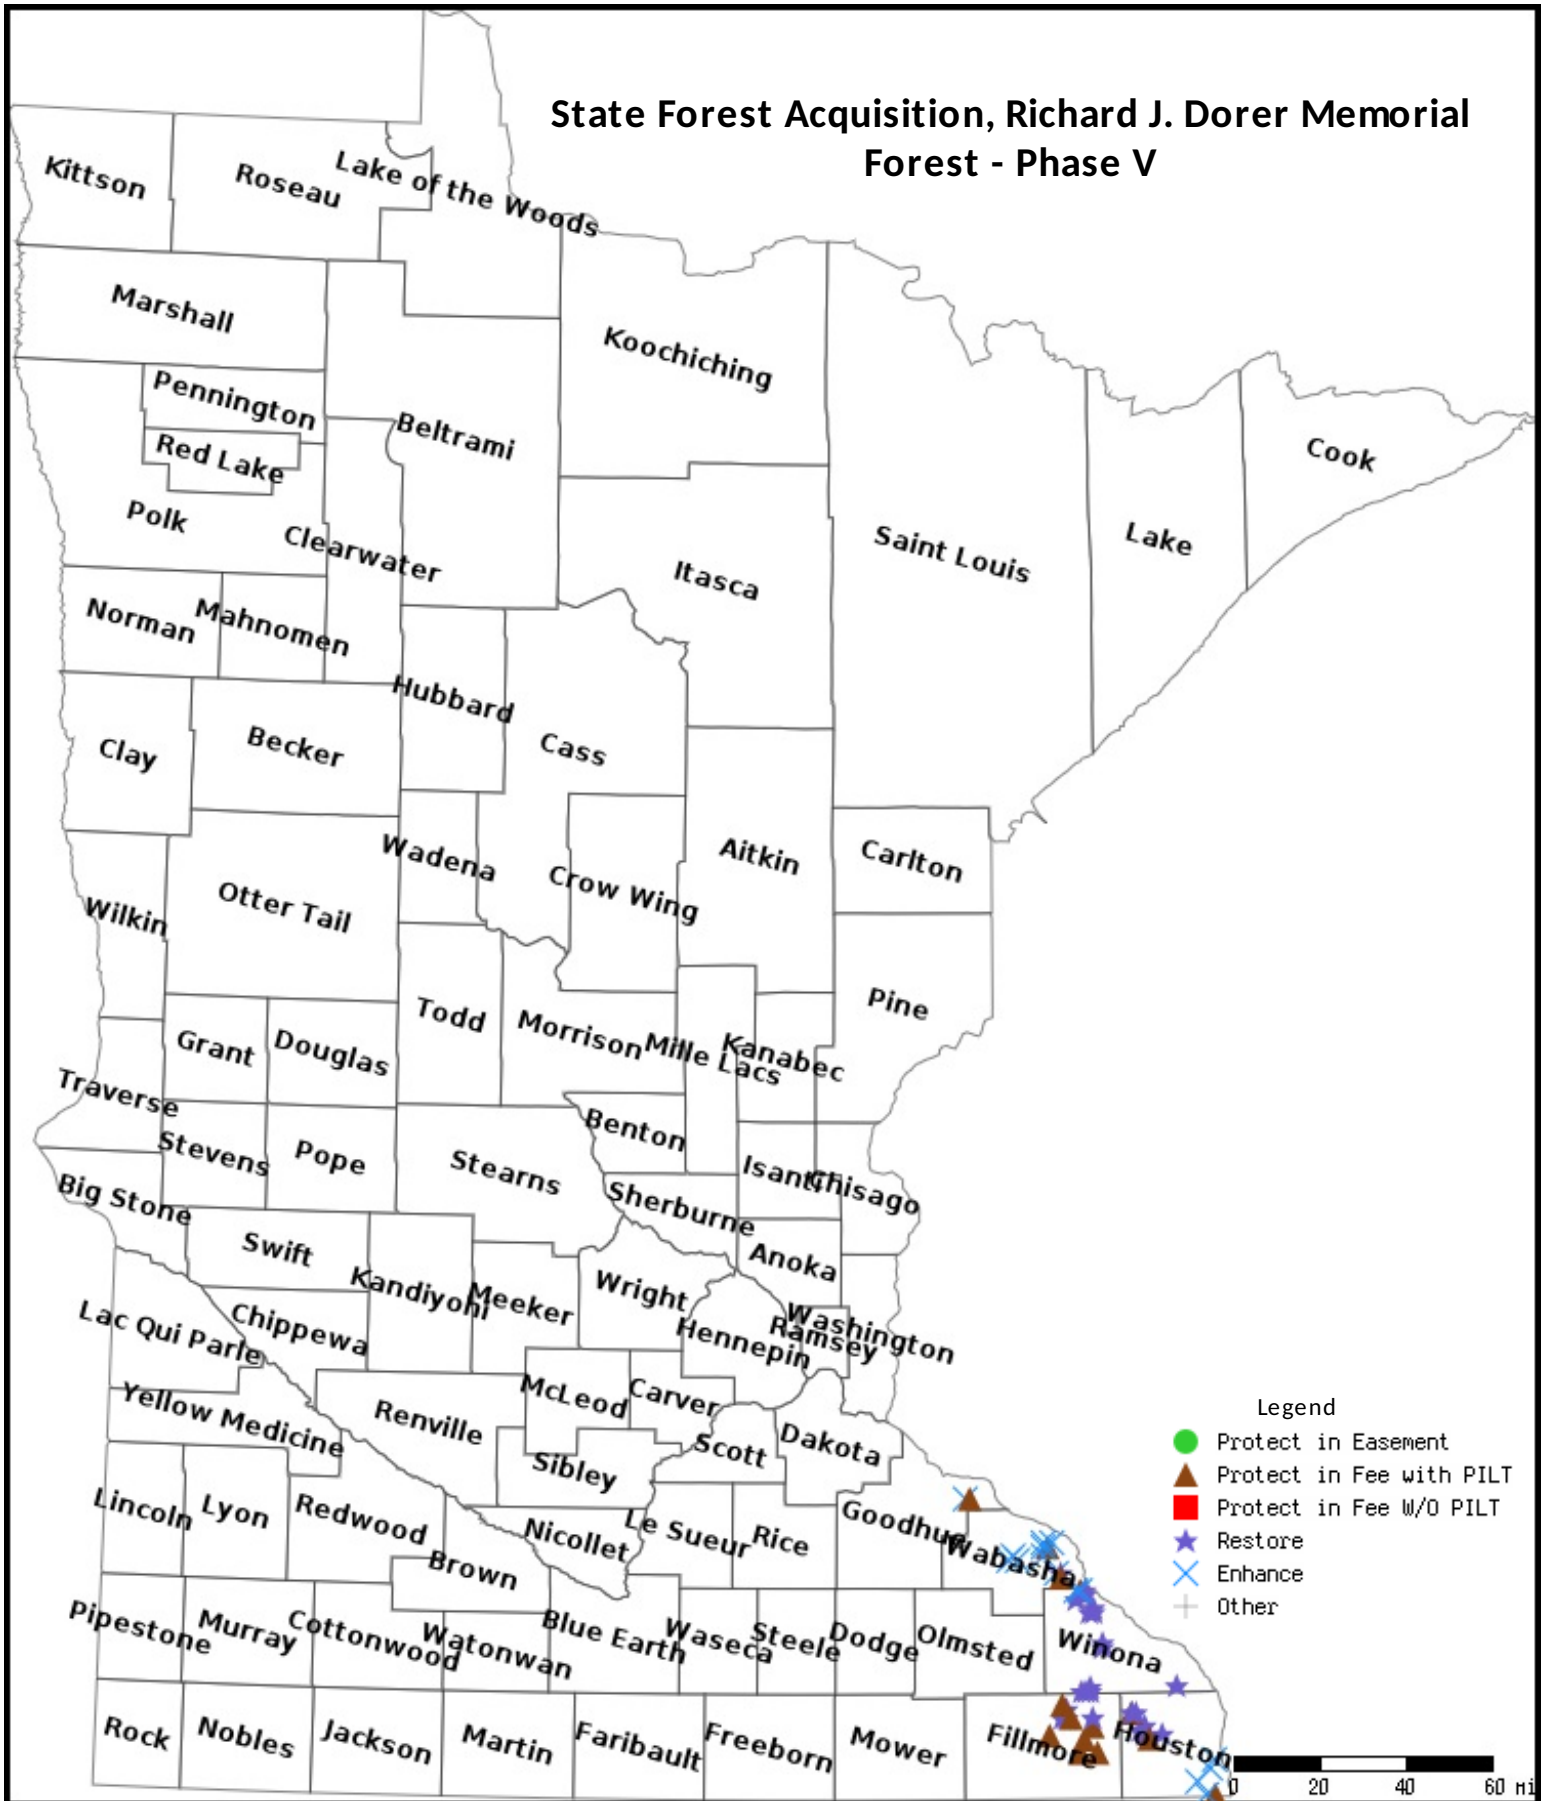 State Forest Acquisition, Richard J. Dorer Memorial
Forest - Phase V
Kittson
Roseau
Lake of the Woods
Marshall
Koochiching
Pennington
Beltrami
Red Lake
Cook
Polk
Clearwater
Saint Louis
Lake
Itasca
Norman
Mahnomen
Hubbard
Clay
Becker
Cass
Wadena
Aitkin
Carlton
Otter Tail
Crow Wing
Wilkin
Todd
Morrison
Pine
Grant
Douglas
Mille Lacs
Kanabec
Traverse
Stevens
Pope
Stearns
Benton
Isanti
Chisago
Big Stone
Sherburne
Swift
Anoka
Kandiyohi
Meeker
Wright
Lac Qui Parle
Chippewa
Hennepin
Ramsey
Washington
Yellow Medicine
Renville
McLeod
Carver
Scott
Dakota
Sibley
Lincoln
Lyon
Redwood
Nicollet
Le Sueur
Rice
Goodhue
Wabasha
Brown
Pipestone
Murray
Cottonwood
Watonwan
Blue Earth
Waseca
Steele
Dodge
Olmsted
Winona
Rock
Nobles
Jackson
Martin
Faribault
Freeborn
Mower
Fillmore
Houston
Legend
Protect in Easement
Protect in Fee with PILT
Protect in Fee W/O PILT
Restore
Enhance
Other
0 20 40 60 mi